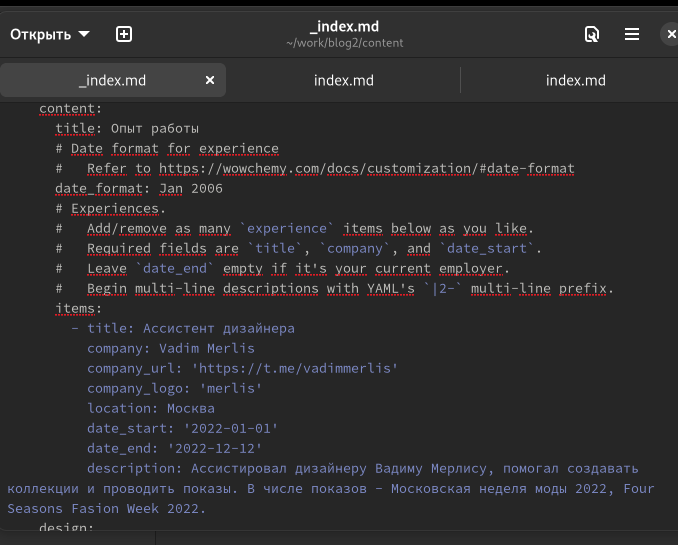 Открыть
_index.md
~/work/blog2/content
_index.md
index.md
index.md
content:
title: Опыт работы
# Date format for experience
#   Refer to https://wowchemy.com/docs/customization/#date-format
date_format: Jan 2006
# Experiences.
#   Add/remove as many `experience` items below as you like.
#   Required fields are `title`, `company`, and `date_start`.
#   Leave `date_end` empty if it's your current employer.
#   Begin multi-line descriptions with YAML's `|2-` multi-line prefix.
items:
- title: Ассистент дизайнера
company: Vadim Merlis
company_url: 'https://t.me/vadimmerlis'
company_logo: 'merlis'
location: Москва
date_start: '2022-01-01'
date_end: '2022-12-12'
description: Ассистировал дизайнеру Вадиму Мерлису, помогал создавать
коллекции и проводить показы. В числе показов - Московская неделя моды 2022, Four
Seasons Fasion Week 2022.
design: